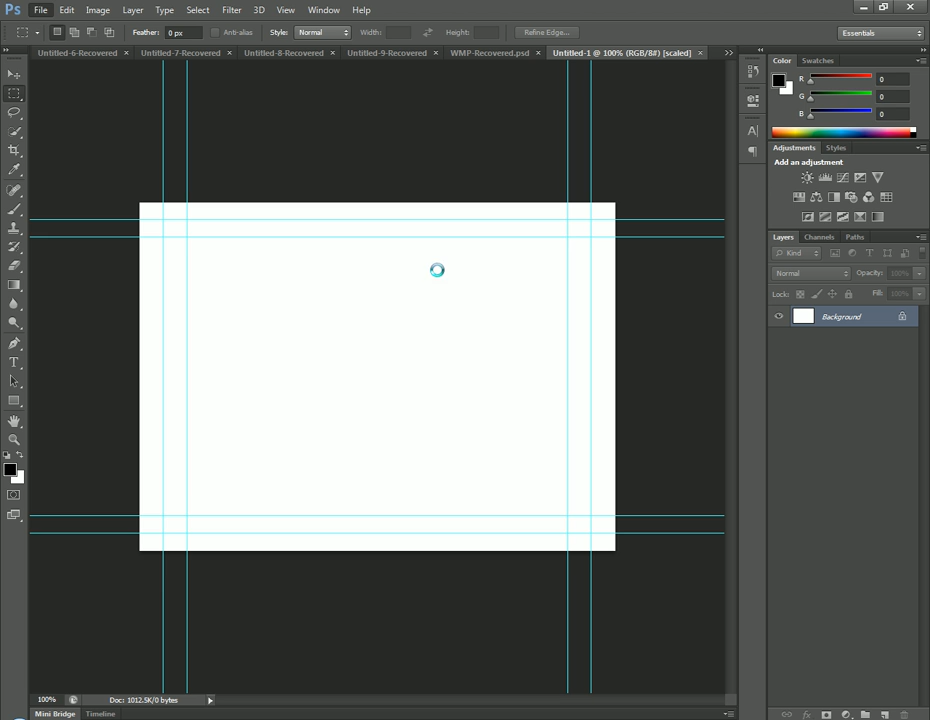 Ps File Edit Image Layer Type Select Filter 3D View Window Help
Feather: 0 px Anti-alias Style: Normal Width: Height: Refine Edge... Essentials
Untitled-6-Recovered × Untitled-7-Recovered × Untitled-8-Recovered × Untitled-9-Recovered × WMP-Recovered.psd × Untitled-1 @ 100% (RGB/8#) [scaled] ×
Color Swatches
R 0
G 0
B 0
Adjustments Styles
Add an adjustment
Layers Channels Paths
Kind
Normal Opacity: 100%
Lock: Fill: 100%
Background
100% Doc: 1012.5K/0 bytes
Mini Bridge Timeline